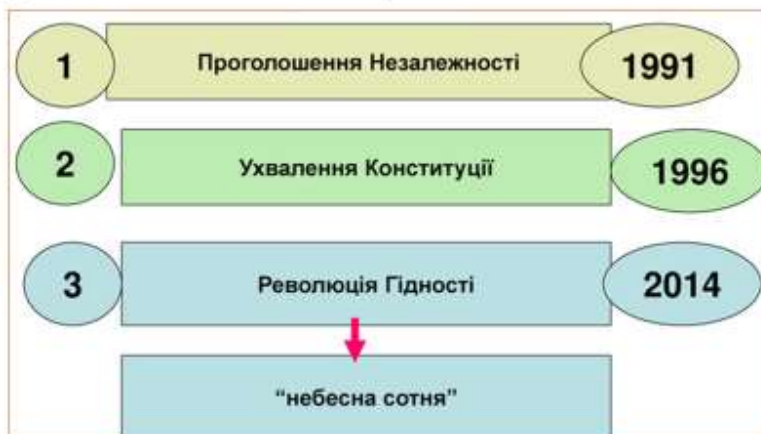 1 Проголошення Незалежності 1991
2 Ухвалення Конституції 1996
3 Революція Гідності 2014
“небесна сотня”